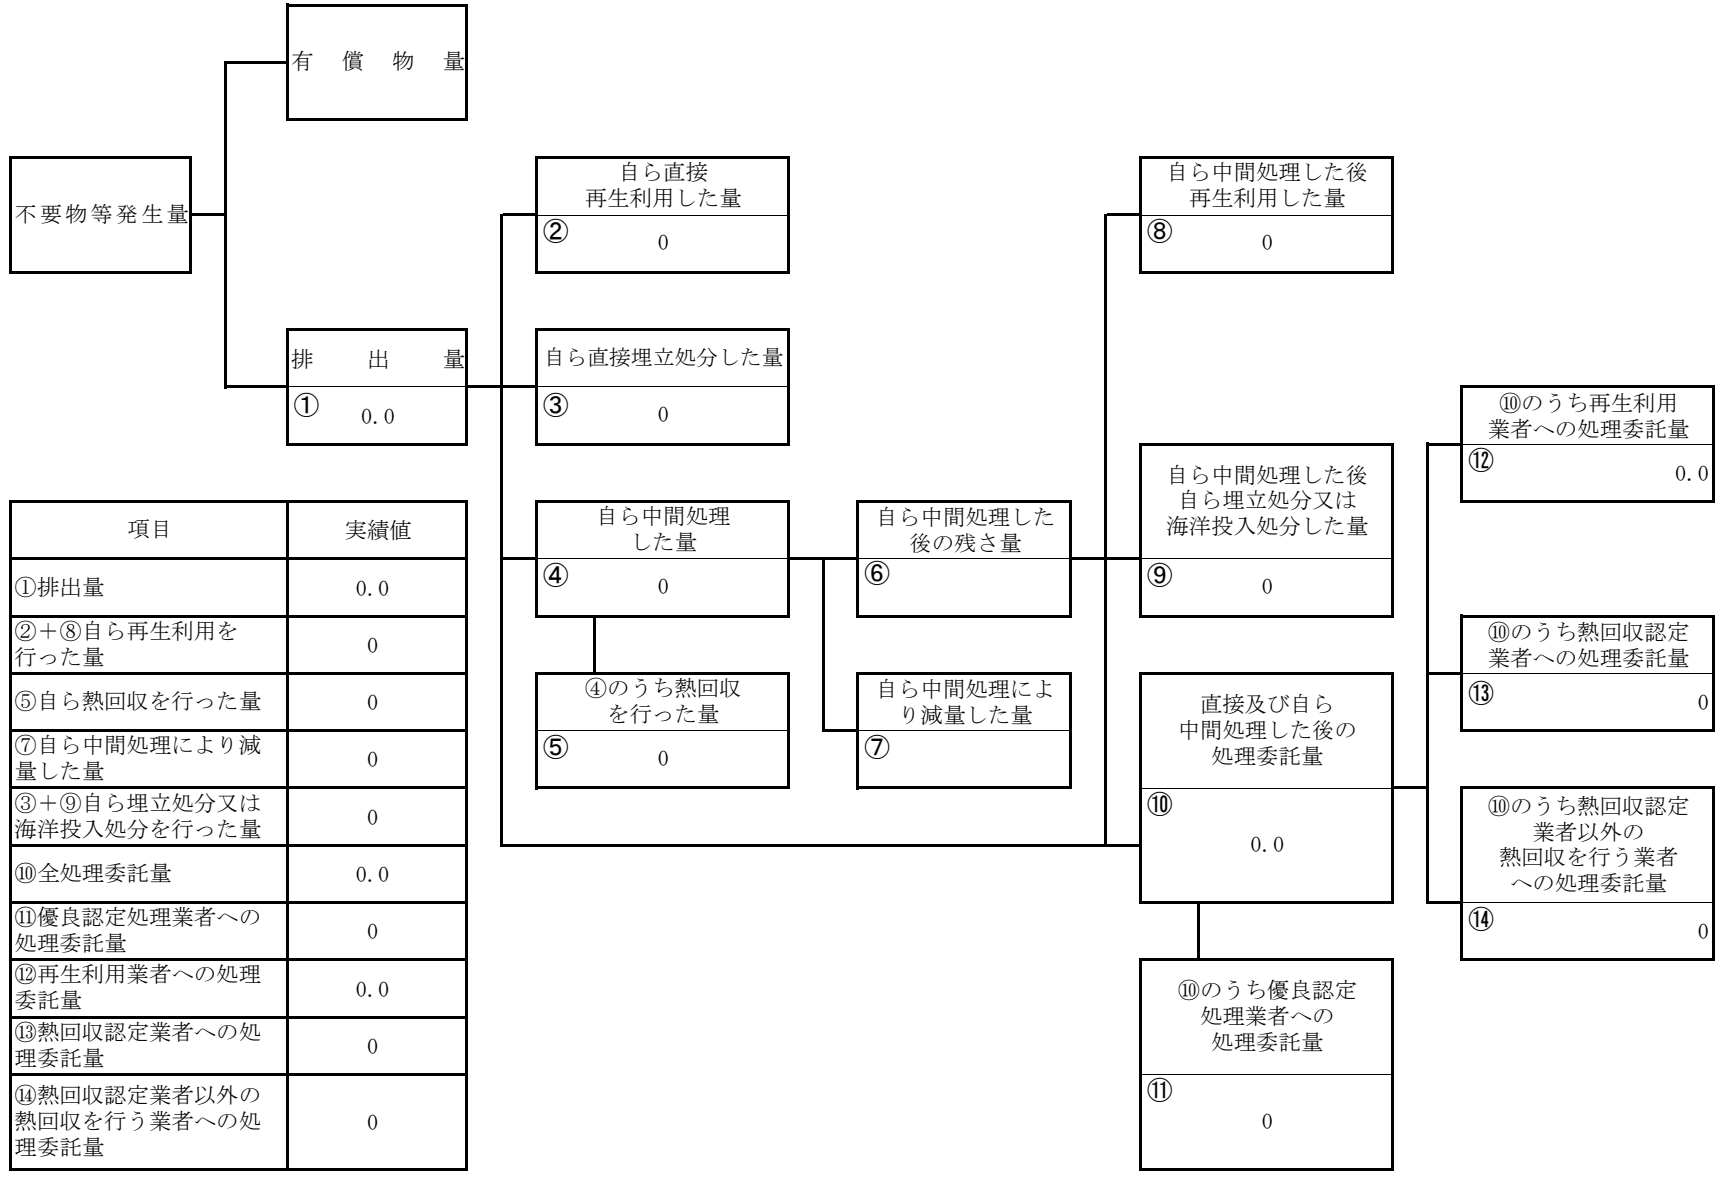 有償物量
不要物等発生量
自ら直接
再生利用した量
②
0
自ら中間処理した後
再生利用した量
⑧
0
排出量
①
0.0
自ら直接埋立処分した量
③
0
⑩のうち再生利用
業者への処理委託量
⑫
0.0
自ら中間処理した後
自ら埋立処分又は
海洋投入処分した量
⑨
0
自ら中間処理
した量
④
0
自ら中間処理した
後の残さ量
⑥
⑩のうち熱回収認定
業者への処理委託量
⑬
0
④のうち熱回収
を行った量
⑤
0
自ら中間処理によ
り減量した量
⑦
直接及び自ら
中間処理した後の
処理委託量
⑩
0.0
⑩のうち熱回収認定
業者以外の
熱回収を行う業者
への処理委託量
⑭
0
⑩のうち優良認定
処理業者への
処理委託量
⑪
0
項目 実績値
①排出量 0.0
②＋⑧自ら再生利用を
行った量
0
⑤自ら熱回収を行った量 0
⑦自ら中間処理により減
量した量
0
③＋⑨自ら埋立処分又は
海洋投入処分を行った量
0
⑩全処理委託量 0.0
⑪優良認定処理業者への
処理委託量
0
⑫再生利用業者への処理
委託量
0.0
⑬熱回収認定業者への処
理委託量
0
⑭熱回収認定業者以外の
熱回収を行う業者への処
理委託量
0